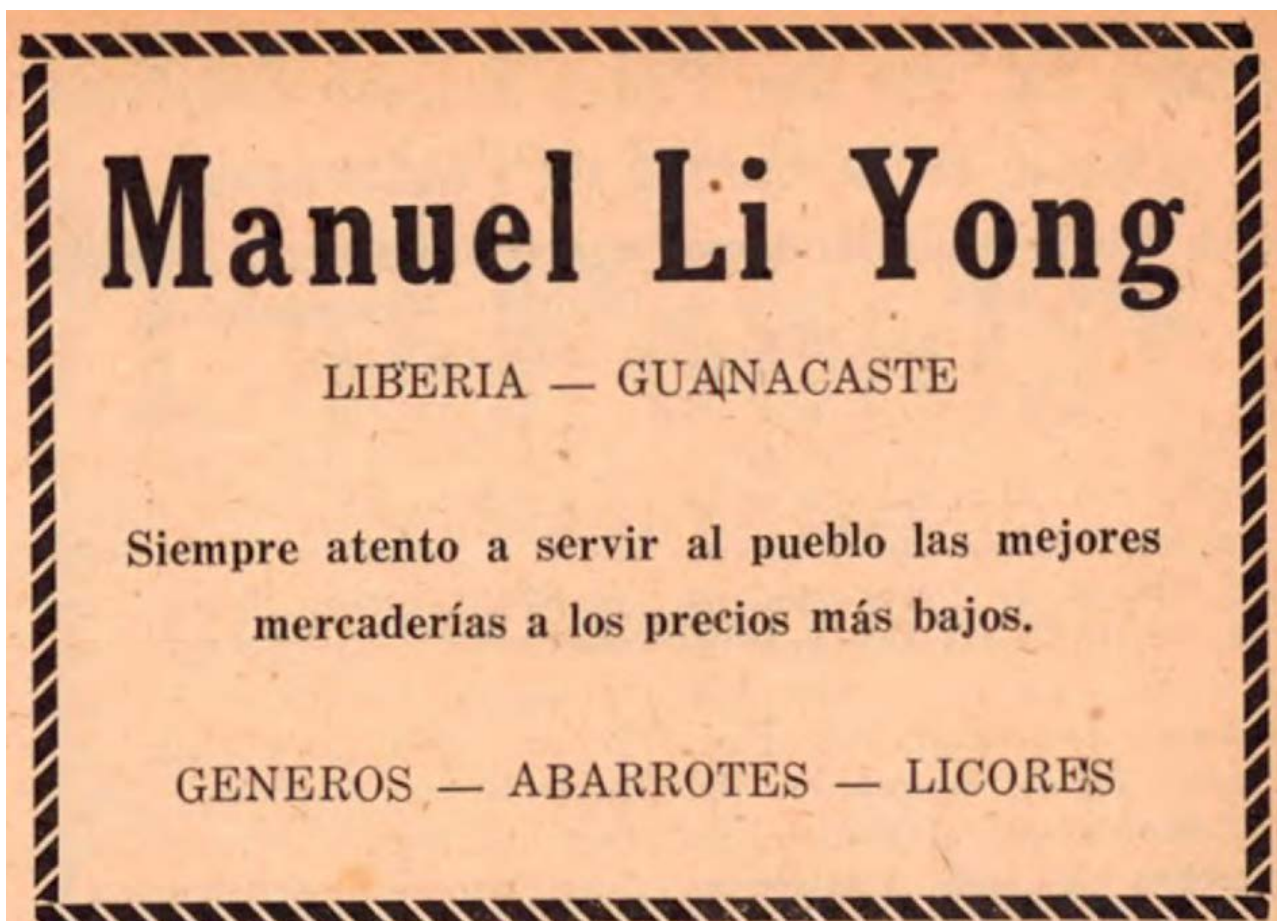 Manuel Li Yong
LIBERIA — GUANACASTE
Siempre atento a servir al pueblo las mejores
mercaderías a los precios más bajos.
GENEROS — ABARROTES — LICORES